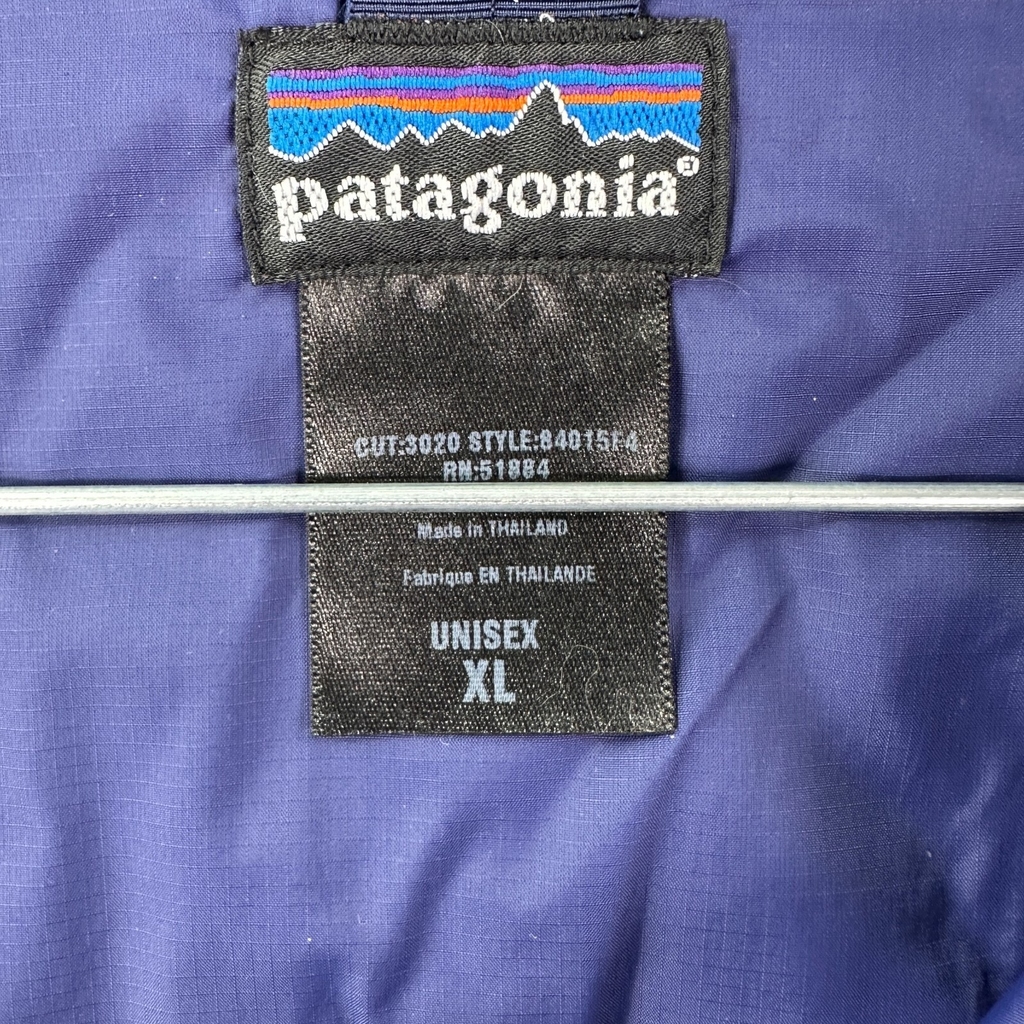 patagonia®
CUT:3020 STYLE:84015F4
RN:51884
Made in THAILAND
Fabrique EN THAILANDE
UNISEX
XL